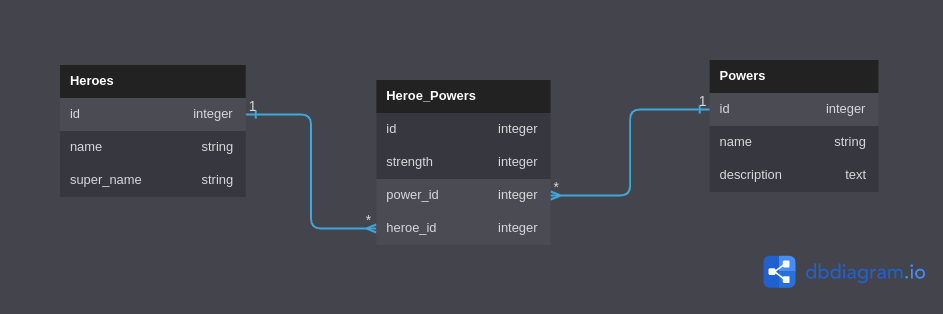 Heroes
id integer
name string
super_name string
1
*
Heroe_Powers
id integer
strength integer
power_id integer
heroe_id integer
*
1
Powers
id integer
name string
description text
dbdiagram.io